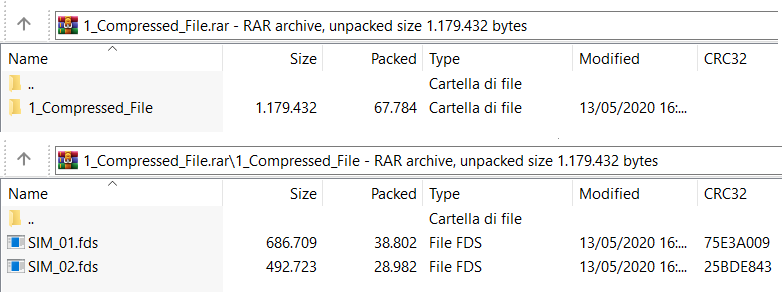 1_Compressed_File.rar - RAR archive, unpacked size 1.179.432 bytes
Name Size Packed Type Modified CRC32
.. Cartella di file
1_Compressed_File 1.179.432 67.784 Cartella di file 13/05/2020 16:...
1_Compressed_File.rar\1_Compressed_File - RAR archive, unpacked size 1.179.432 bytes
Name Size Packed Type Modified CRC32
.. Cartella di file
SIM_01.fds 686.709 38.802 File FDS 13/05/2020 16:... 75E3A009
SIM_02.fds 492.723 28.982 File FDS 13/05/2020 16:... 25BDE843